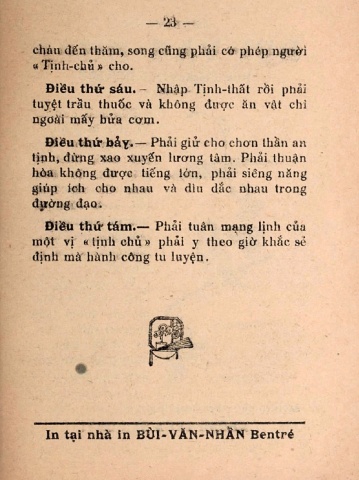 — 23 —
cháu đến thăm, song cũng phải có phép người
« Tịnh-chủ » cho.
Điều thứ sáu. — Nhập Tịnh-thất rồi phải
tuyệt trầu thuốc và không được ăn vật chi
ngoài mấy bửa cơm.
Điều thứ bảy.— Phải giử cho chơn thần an
tịnh, đừng xao xuyến lương tâm. Phải thuận
hòa không được tiếng lớn, phải siêng năng
giúp ích cho nhau và dìu dắc nhau trong
đường đạo.
Điều thứ tám.— Phải tuân mạng lịnh của
một vị « tịnh chủ » phải y theo giờ khắc sẻ
định mà hành công tu luyện.
In tại nhà in BÙI-VĂN-NHẪN Bentré